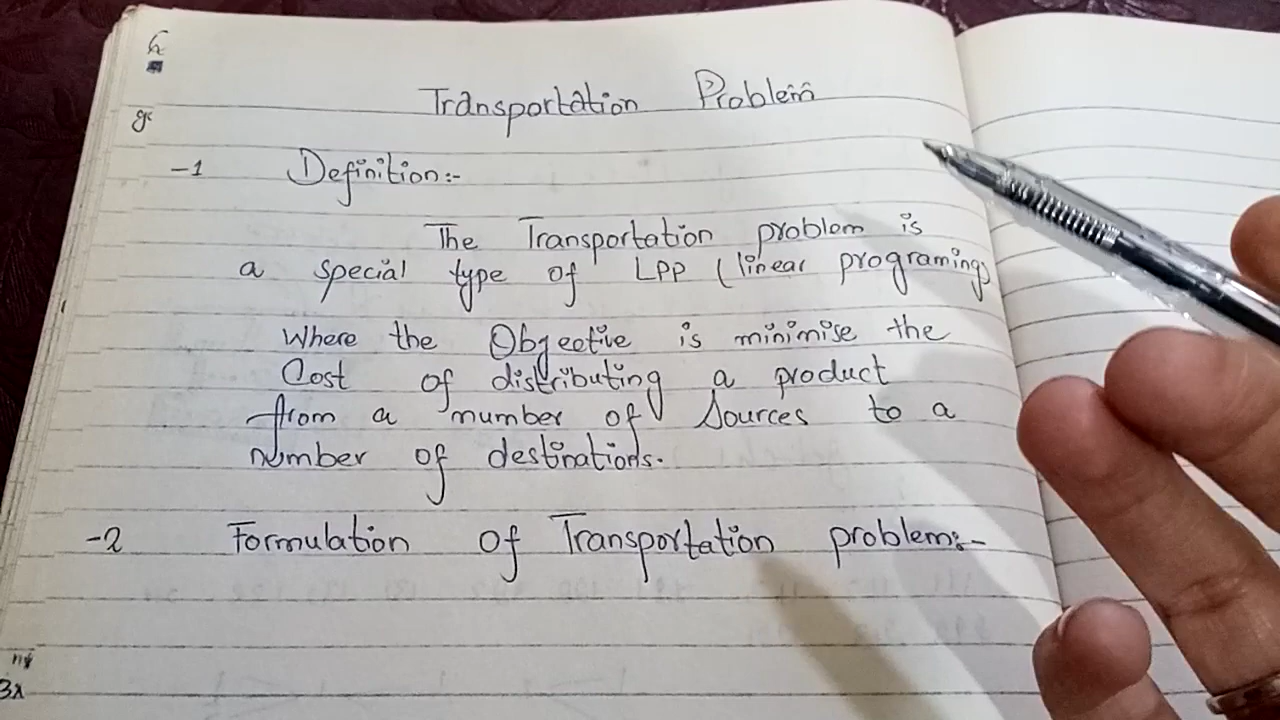 Transportation Problem
-1 Definition:-
The Transportation problem is
a special type of LPP (linear programing)
Where the Objective is minimise the
Cost of distributing a product
from a number of Sources to a
number of destinations.
-2 Formulation of Transportation problem:-